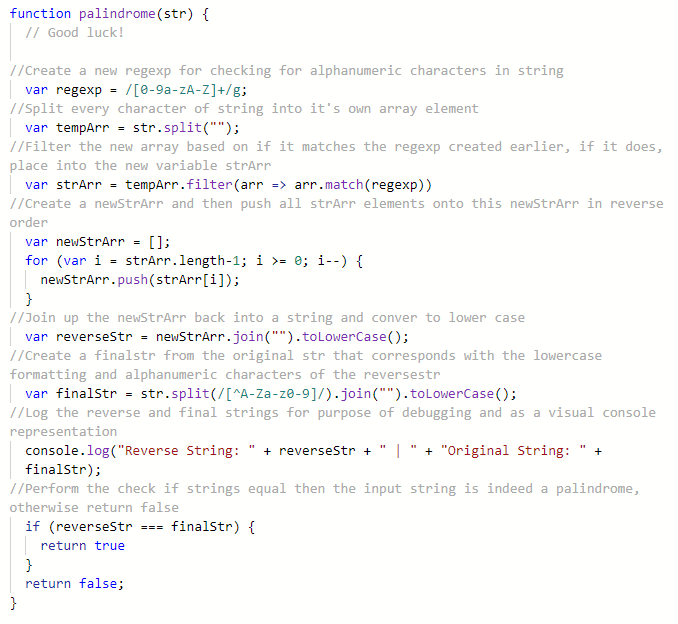 function palindrome(str) {
  // Good luck!

//Create a new regexp for checking for alphanumeric characters in string
  var regexp = /[0-9a-zA-Z]+/g;
//Split every character of string into it's own array element
  var tempArr = str.split("");
//Filter the new array based on if it matches the regexp created earlier, if it does,
place into the new variable strArr
  var strArr = tempArr.filter(arr => arr.match(regexp))
//Create a newStrArr and then push all strArr elements onto this newStrArr in reverse
order
  var newStrArr = [];
  for (var i = strArr.length-1; i >= 0; i--) {
    newStrArr.push(strArr[i]);
  }
//Join up the newStrArr back into a string and conver to lower case
  var reverseStr = newStrArr.join("").toLowerCase();
//Create a finalstr from the original str that corresponds with the lowercase
formatting and alphanumeric characters of the reversestr
  var finalStr = str.split(/[^A-Za-z0-9]/).join("").toLowerCase();
//Log the reverse and final strings for purpose of debugging and as a visual console
representation
  console.log("Reverse String: " + reverseStr + " | " + "Original String: " +
  finalStr);
//Perform the check if strings equal then the input string is indeed a palindrome,
otherwise return false
  if (reverseStr === finalStr) {
    return true
  }
  return false;
}